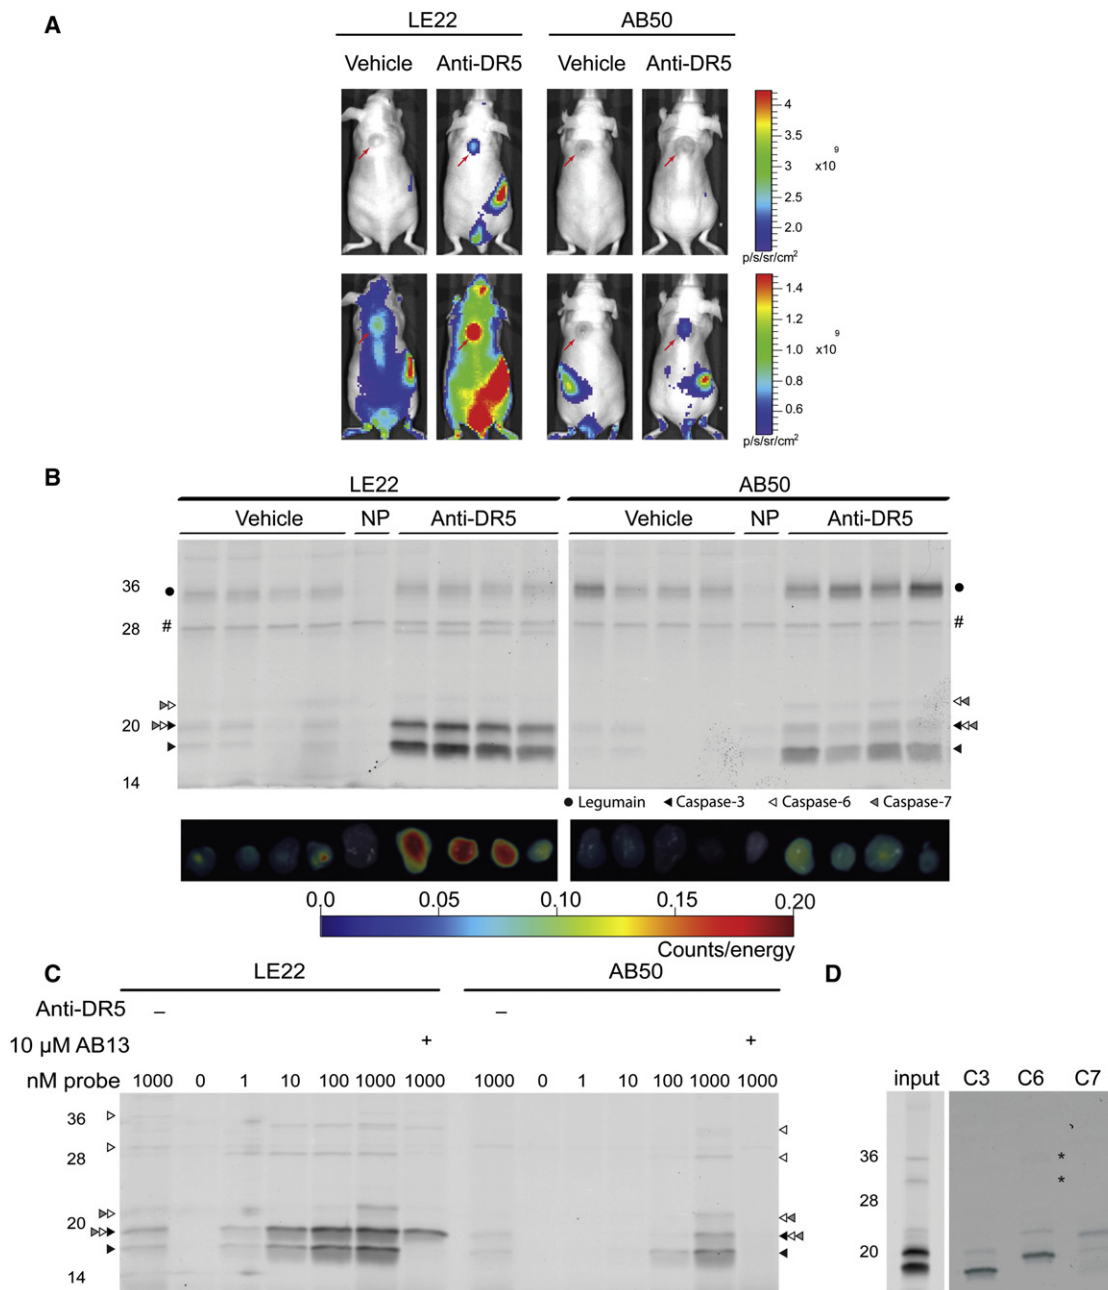 A
LE22 AB50
Vehicle Anti-DR5 Vehicle Anti-DR5
4
3.5
3
2.5
2.0
x10 9
p/s/sr/cm2
1.4
1.0
0.8
0.6
x10 9
p/s/sr/cm2
B
LE22 AB50
Vehicle NP Anti-DR5 Vehicle NP Anti-DR5
36
28 # #
20
14
● Legumain ◄ Caspase-3 ◁ Caspase-6 ◄ Caspase-7
0.0 0.05 0.10 0.15 0.20
Counts/energy
C
LE22 AB50
Anti-DR5 – –
10 µM AB13 + +
nM probe 1000 0 1 10 100 1000 1000 1000 0 1 10 100 1000 1000
36
28
20
14
D
input C3 C6 C7
36 *
*
28
20